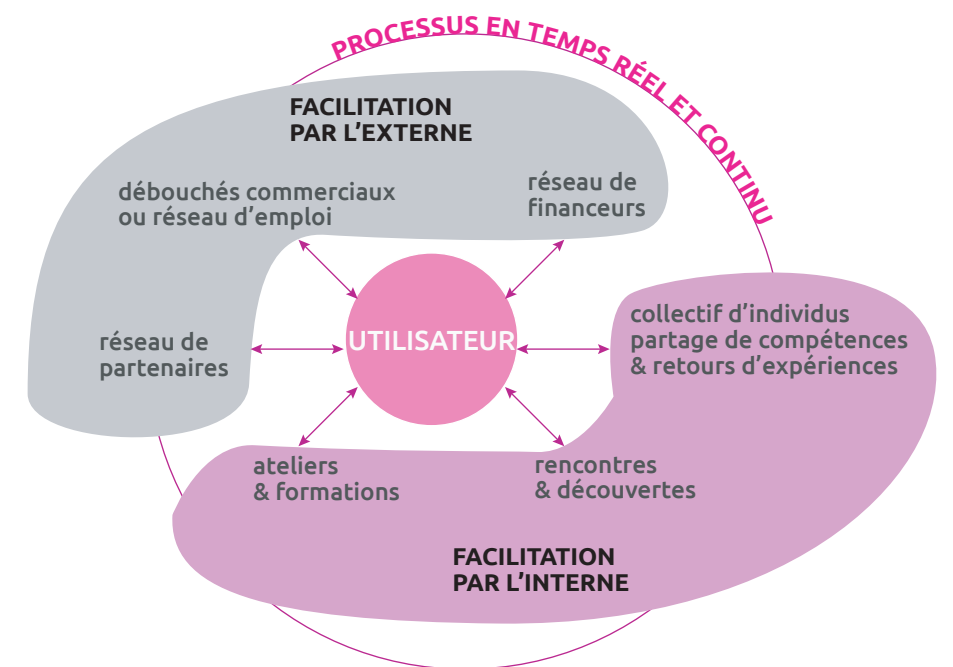 PROCESSUS EN TEMPS RÉEL ET CONTINU
FACILITATION
PAR L'EXTERNE
débouchés commerciaux
ou réseau d'emploi
réseau de
financeurs
réseau de
partenaires
UTILISATEUR
collectif d'individus
partage de compétences
& retours d'expériences
ateliers
& formations
rencontres
& découvertes
FACILITATION
PAR L'INTERNE